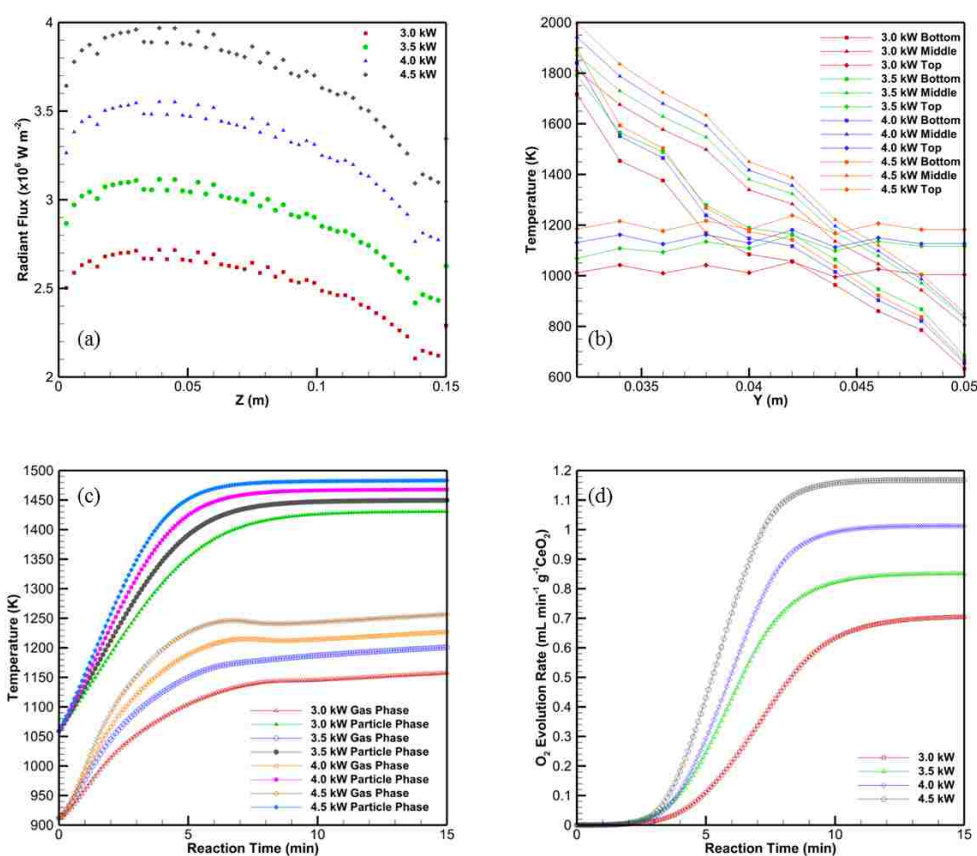 4
3.5
3
2.5
2
Radiant Flux (x10⁶ W m⁻²)
0
0.05
0.1
0.15
Z (m)
3.0 kW
3.5 kW
4.0 kW
4.5 kW
(a)
2000
1800
1600
1400
1200
1000
800
600
Temperature (K)
0.035
0.04
0.045
0.05
Y (m)
3.0 kW Bottom
3.0 kW Middle
3.0 kW Top
3.5 kW Bottom
3.5 kW Middle
3.5 kW Top
4.0 kW Bottom
4.0 kW Middle
4.0 kW Top
4.5 kW Bottom
4.5 kW Middle
4.5 kW Top
(b)
1500
1450
1400
1350
1300
1250
1200
1150
1100
1050
1000
950
900
Temperature (K)
0
5
10
15
Reaction Time (min)
(c)
3.0 kW Gas Phase
3.0 kW Particle Phase
3.5 kW Gas Phase
3.5 kW Particle Phase
4.0 kW Gas Phase
4.0 kW Particle Phase
4.5 kW Gas Phase
4.5 kW Particle Phase
1.2
1.1
1
0.9
0.8
0.7
0.6
0.5
0.4
0.3
0.2
0.1
0
O₂ Evolution Rate (mL min⁻¹ g⁻¹CeO₂)
0
5
10
15
Reaction Time (min)
(d)
3.0 kW
3.5 kW
4.0 kW
4.5 kW